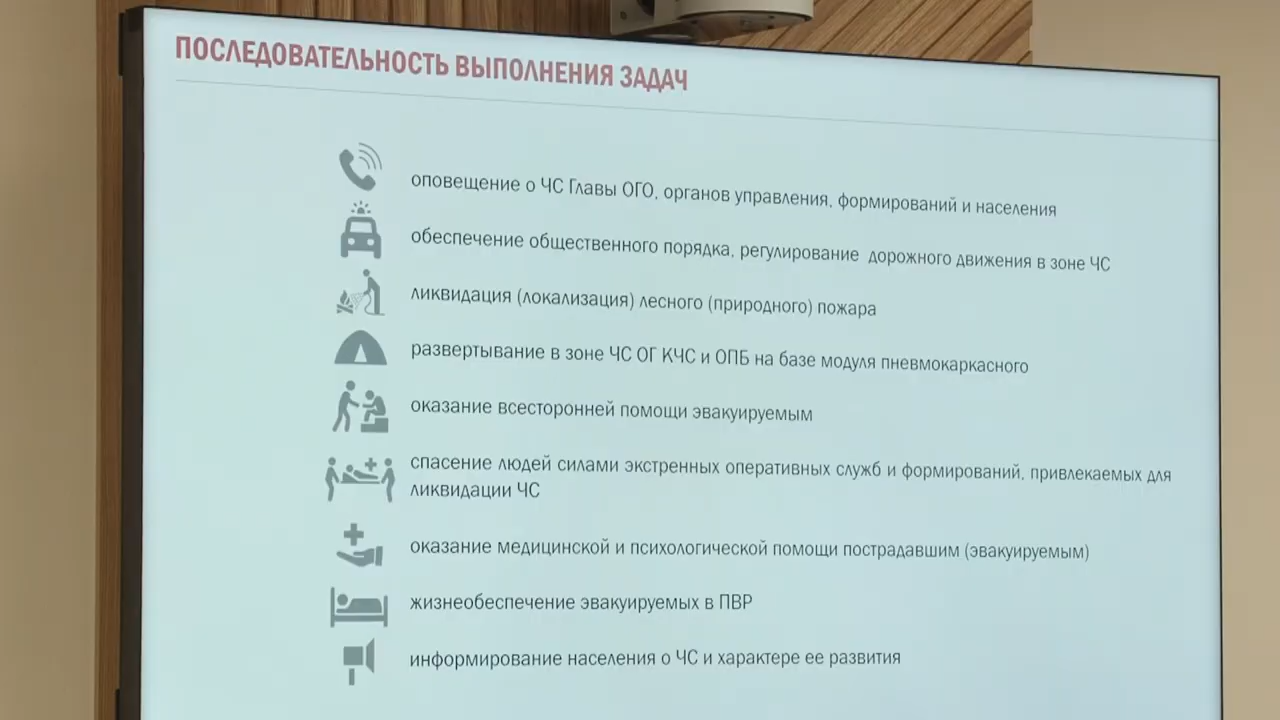 ПОСЛЕДОВАТЕЛЬНОСТЬ ВЫПОЛНЕНИЯ ЗАДАЧ
оповещение о ЧС Главы ОГО, органов управления, формирований и населения
обеспечение общественного порядка, регулирование дорожного движения в зоне ЧС
ликвидация (локализация) лесного (природного) пожара
развертывание в зоне ЧС ОГ КЧС и ОПБ на базе модуля пневмокаркасного
оказание всесторонней помощи эвакуируемым
спасение людей силами экстренных оперативных служб и формирований, привлекаемых для
ликвидации ЧС
оказание медицинской и психологической помощи пострадавшим (эвакуируемым)
жизнеобеспечение эвакуируемых в ПВР
информирование населения о ЧС и характере ее развития